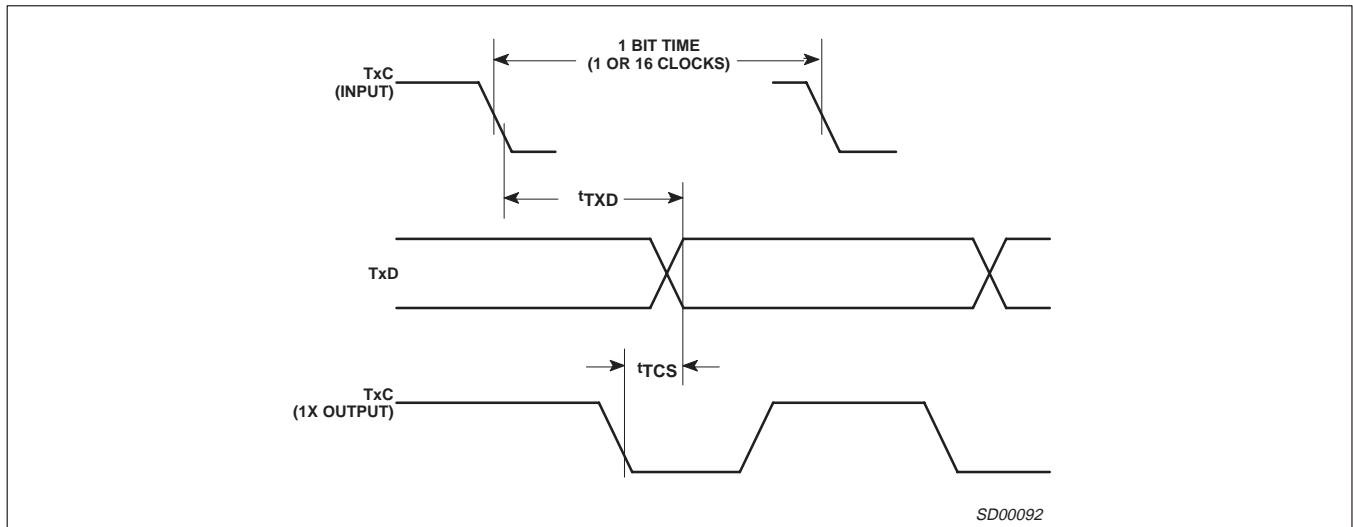 1 BIT TIME
(1 OR 16 CLOCKS)
TxC
(INPUT)
tTXD
TxD
tTCS
TxC
(1X OUTPUT)
SD00092